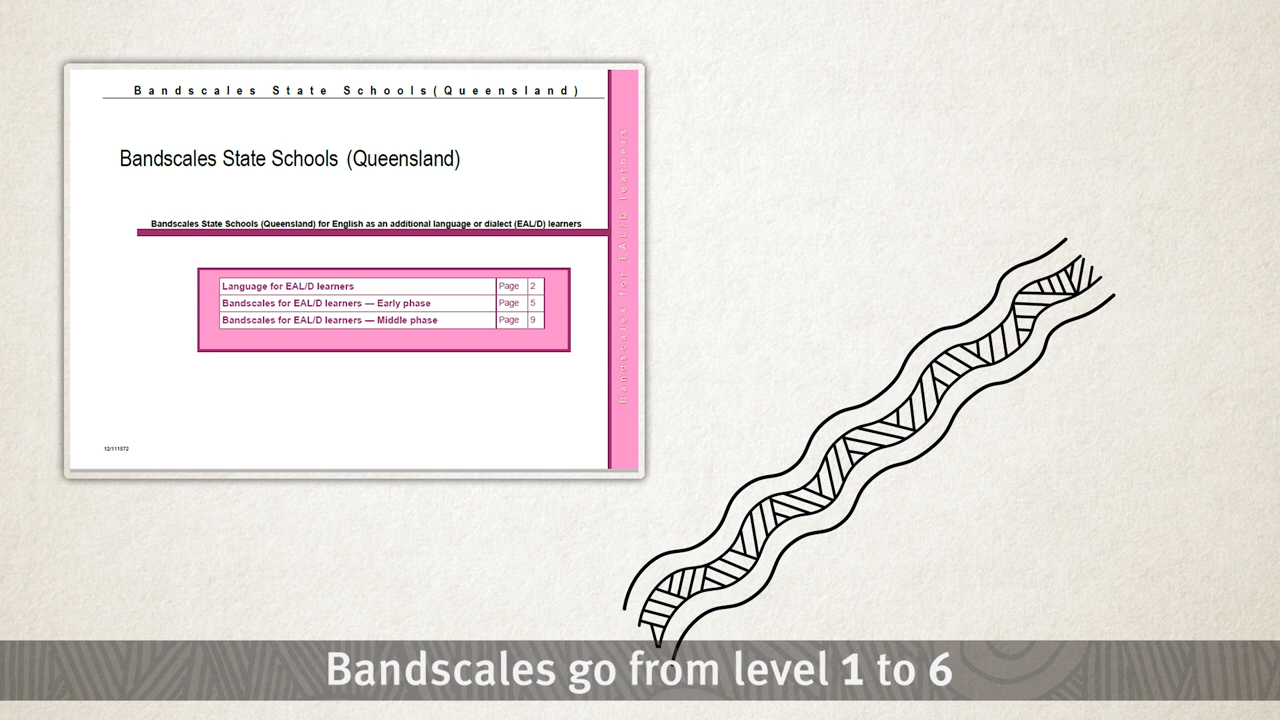 Bandscales State Schools(Queensland)
Bandscales State Schools (Queensland)
Bandscales State Schools (Queensland) for English as an additional language or dialect (EAL/D) learners
Language for EAL/D learners Page 2
Bandscales for EAL/D learners — Early phase Page 5
Bandscales for EAL/D learners — Middle phase Page 9
12/111572
Bandscales for EAL/D learners
Bandscales go from level 1 to 6